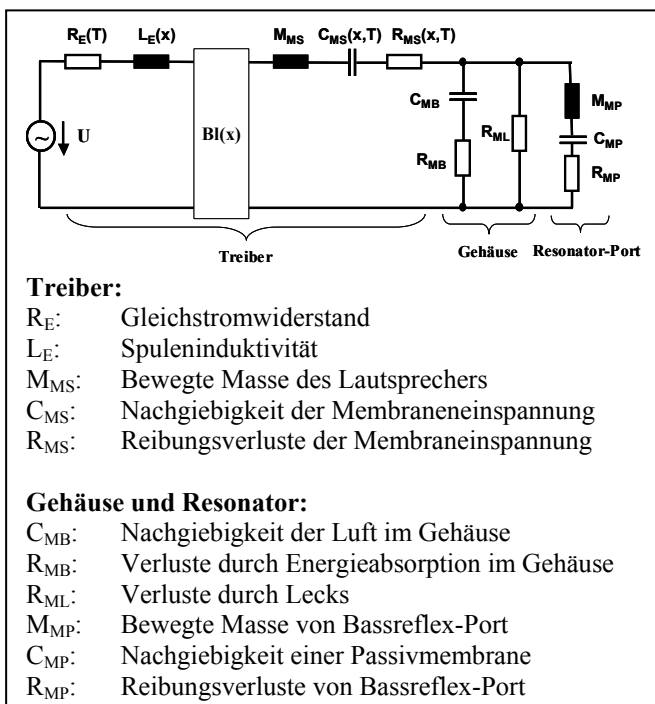 R_E(T) L_E(x) M_MS C_MS(x,T) R_MS(x,T)
U Bl(x) C_MB R_MB R_ML M_MP C_MP R_MP
Treiber Gehäuse Resonator-Port
Treiber:
R_E: Gleichstromwiderstand
L_E: Spuleninduktivität
M_MS: Bewegte Masse des Lautsprechers
C_MS: Nachgiebigkeit der Membraneneinspannung
R_MS: Reibungsverluste der Membraneinspannung
Gehäuse und Resonator:
C_MB: Nachgiebigkeit der Luft im Gehäuse
R_MB: Verluste durch Energieabsorption im Gehäuse
R_ML: Verluste durch Lecks
M_MP: Bewegte Masse von Bassreflex-Port
C_MP: Nachgiebigkeit einer Passivmembrane
R_MP: Reibungsverluste von Bassreflex-Port